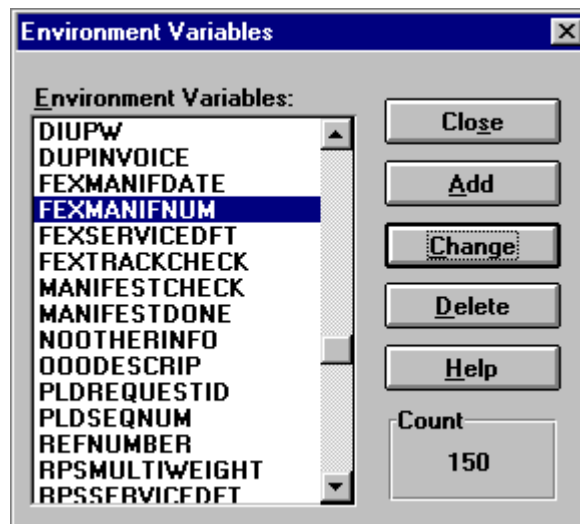 Environment Variables
Environment Variables:
DIUPW
DUPINVOICE
FEXMANIFDATE
FEXMANIFNUM
FEXSERVICEDFT
FEXTRACKCHECK
MANIFESTCHECK
MANIFESTDONE
NOOTHERINFO
OOODESCRIP
PLDREQUESTID
PLDSEQNUM
REFNUMBER
RPSMULTIWEIGHT
RPSSERVICEDFT
Close
Add
Change
Delete
Help
Count
150